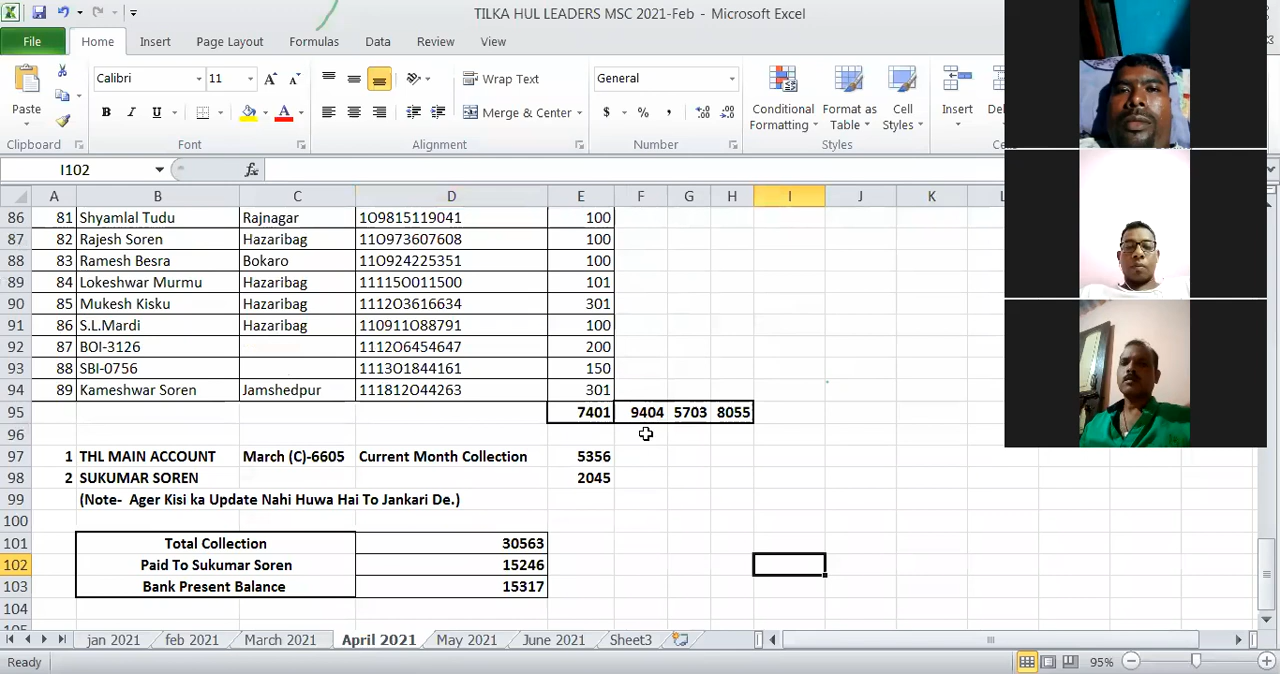 TILKA HUL LEADERS MSC 2021-Feb - Microsoft Excel
File Home Insert Page Layout Formulas Data Review View
Calibri 11 Wrap Text General
Paste B I U Merge & Center $ % , Conditional Formatting Format as Table Cell Styles Insert
Clipboard Font Alignment Number Styles
I102 fx
A B C D E F G H I J K
86 81 Shyamlal Tudu Rajnagar 1O9815119041 100
87 82 Rajesh Soren Hazaribag 11O973607608 100
88 83 Ramesh Besra Bokaro 11O924225351 100
89 84 Lokeshwar Murmu Hazaribag 11115O011500 101
90 85 Mukesh Kisku Hazaribag 1112O3616634 301
91 86 S.L.Mardi Hazaribag 110911O88791 100
92 87 BOI-3126 1112O6454647 200
93 88 SBI-0756 1113O1844161 150
94 89 Kameshwar Soren Jamshedpur 111812O44263 301
95 7401 9404 5703 8055
96
97 1 THL MAIN ACCOUNT March (C)-6605 Current Month Collection 5356
98 2 SUKUMAR SOREN 2045
99 (Note- Ager Kisi ka Update Nahi Huwa Hai To Jankari De.)
100
101 Total Collection 30563
102 Paid To Sukumar Soren 15246
103 Bank Present Balance 15317
104
jan 2021 feb 2021 March 2021 April 2021 May 2021 June 2021 Sheet3
Ready 95%